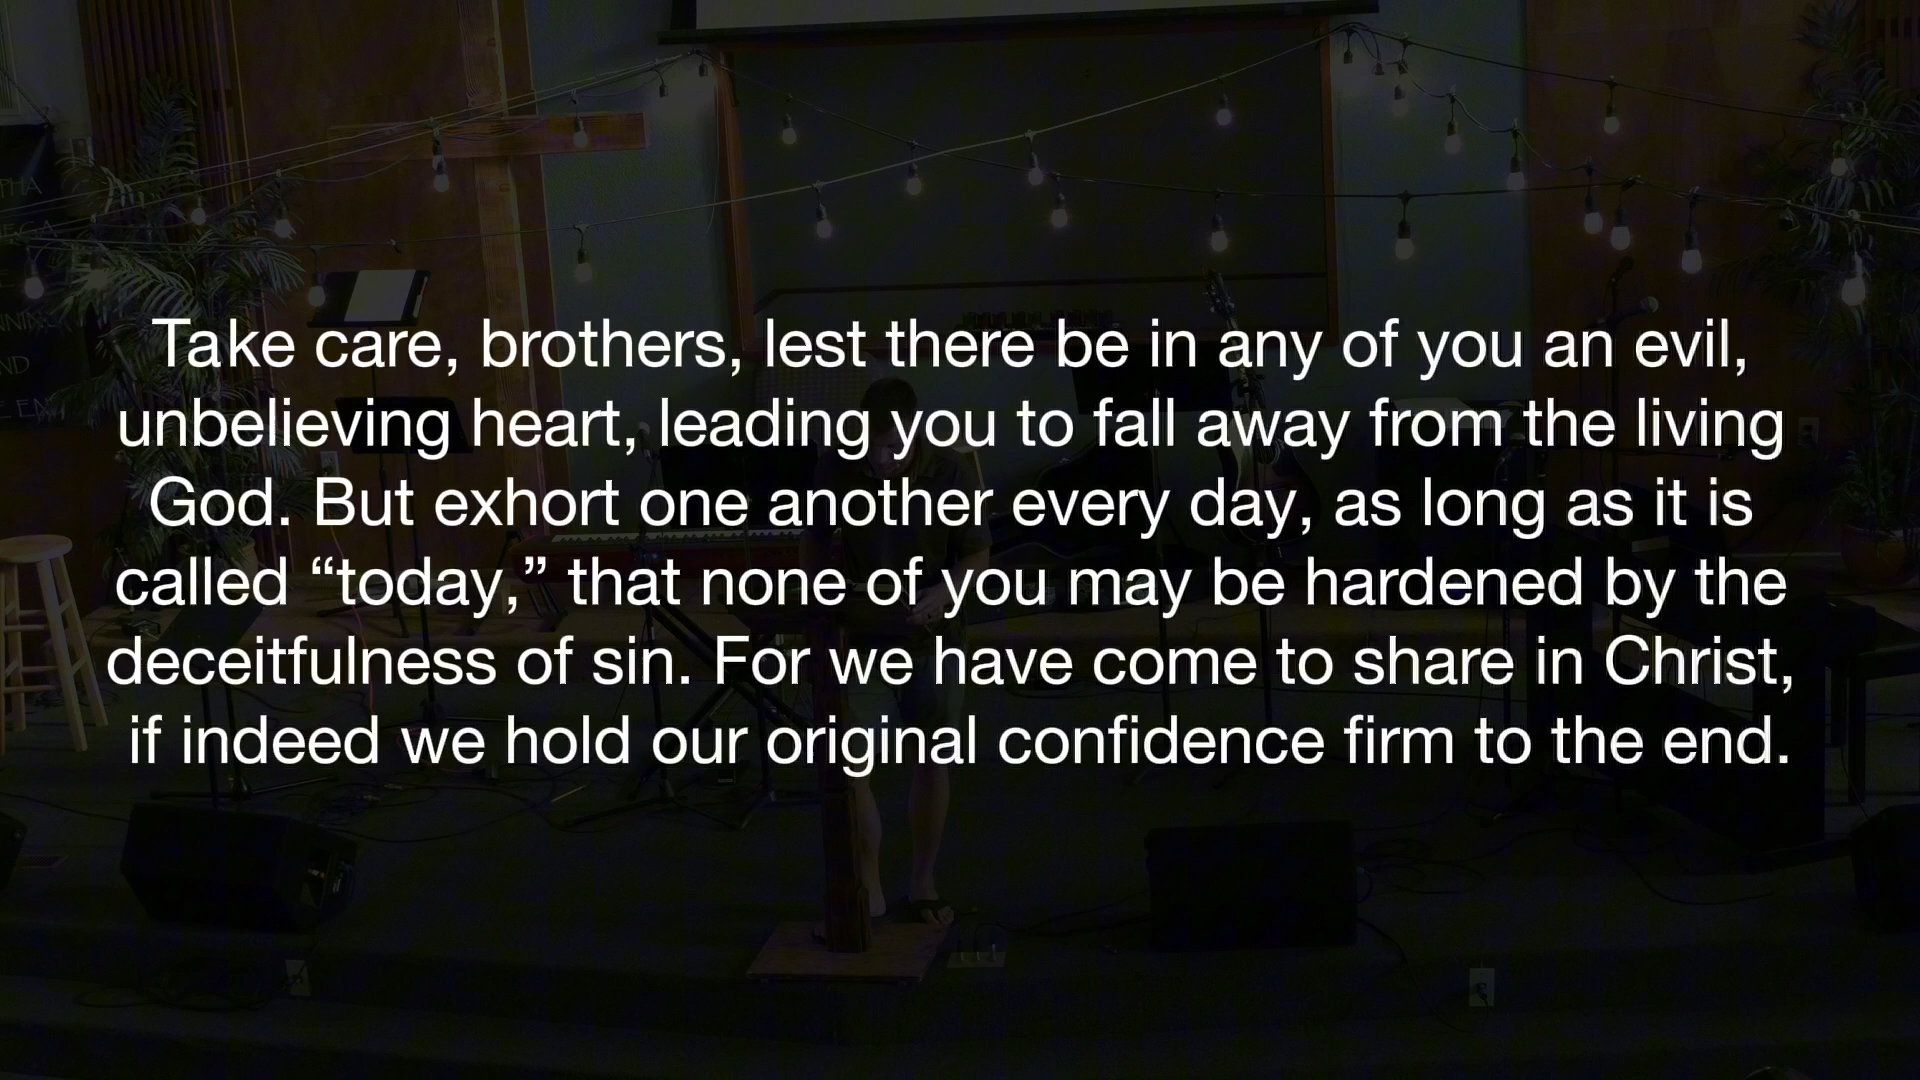 Take care, brothers, lest there be in any of you an evil,
unbelieving heart, leading you to fall away from the living
God. But exhort one another every day, as long as it is
called “today,” that none of you may be hardened by the
deceitfulness of sin. For we have come to share in Christ,
if indeed we hold our original confidence firm to the end.